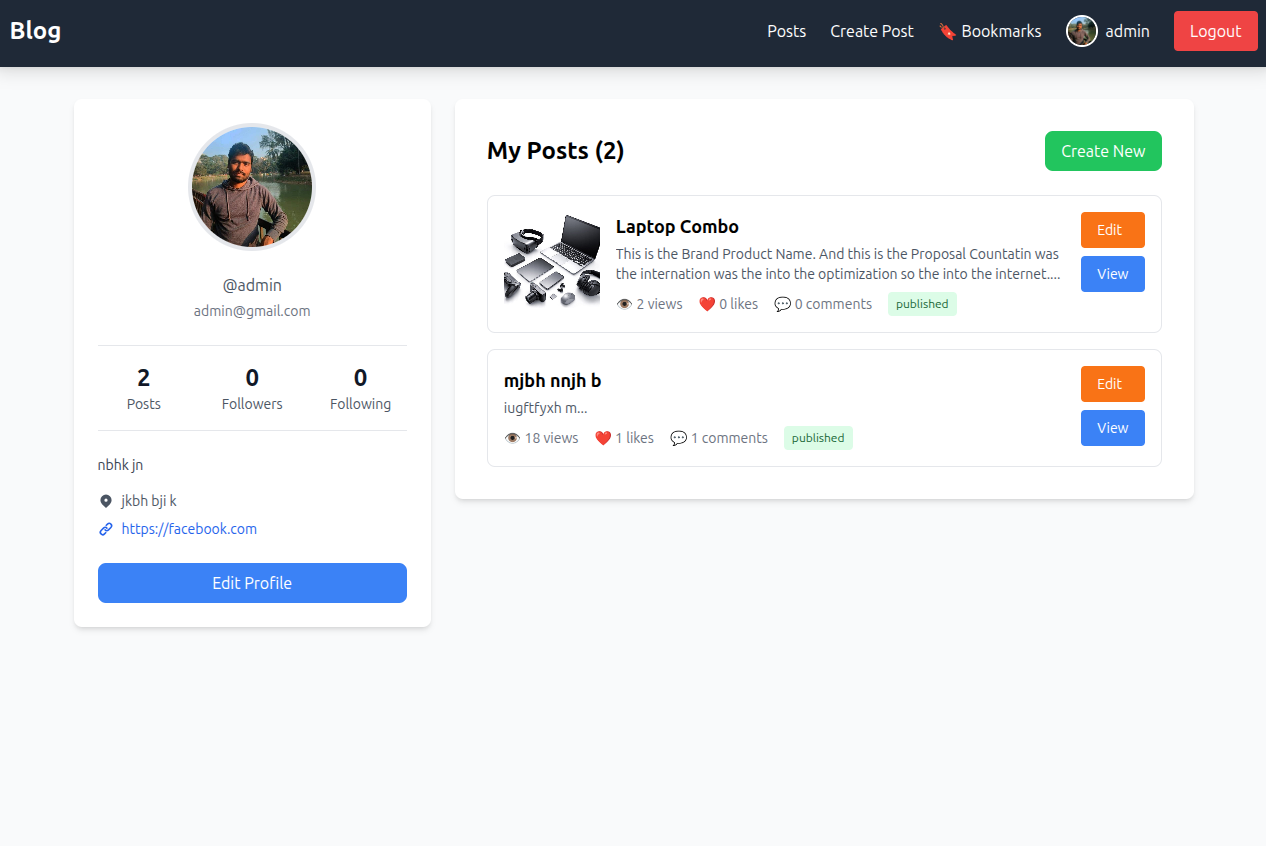 Blog
Posts
Create Post
🔖 Bookmarks
admin
Logout
@admin
admin@gmail.com
2
0
0
Posts
Followers
Following
nbhk jn
jkbh bji k
https://facebook.com
Edit Profile
My Posts (2)
Create New
Laptop Combo
This is the Brand Product Name. And this is the Proposal Countatin was
the internation was the into the optimization so the into the internet....
👁️ 2 views
❤️ 0 likes
💬 0 comments
published
Edit
View
mjbh nnjh b
iugftfyxh m...
👁️ 18 views
❤️ 1 likes
💬 1 comments
published
Edit
View